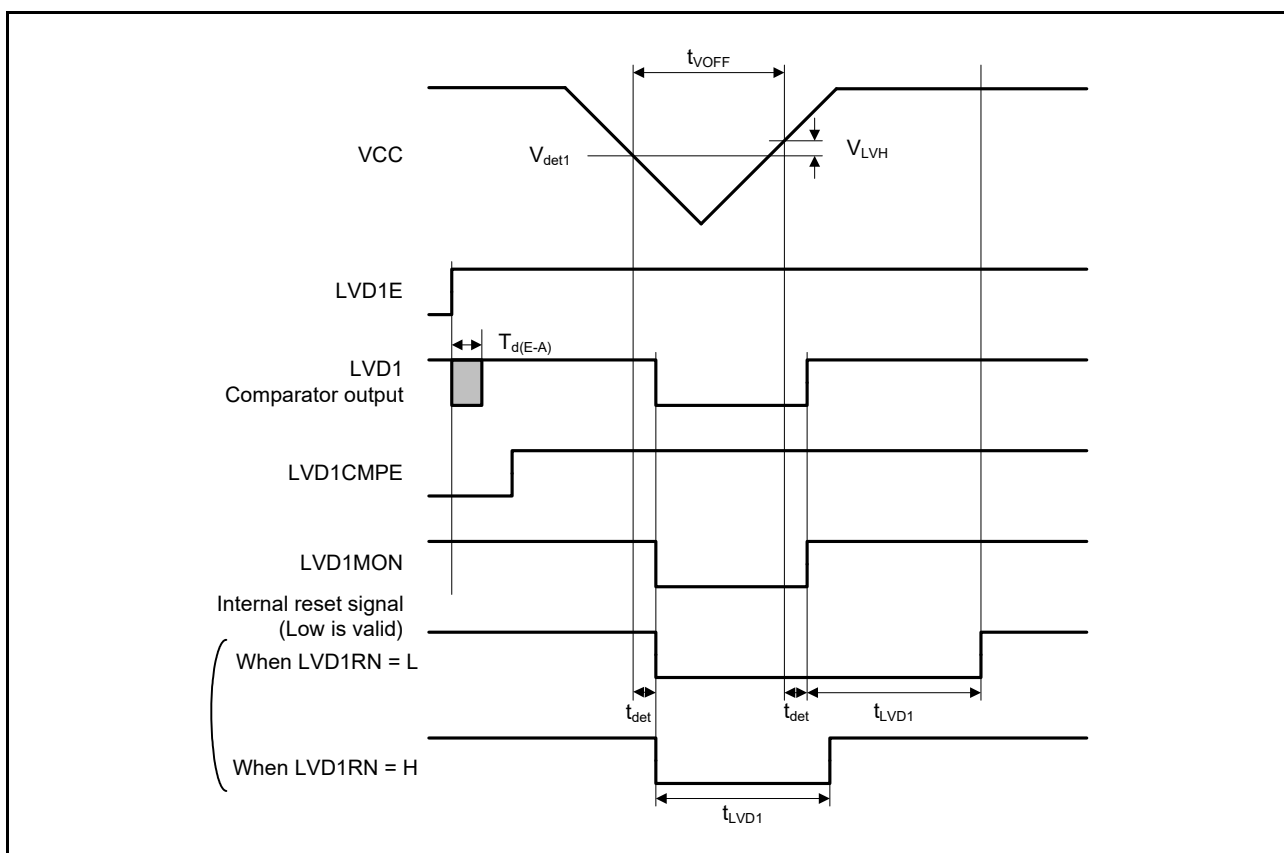 tVOFF
VCC
Vdet1
VLVH
LVD1E
Td(E-A)
LVD1
Comparator output
LVD1CMPE
LVD1MON
Internal reset signal
(Low is valid)
When LVD1RN = L
tdet
tdet
tLVD1
When LVD1RN = H
tLVD1